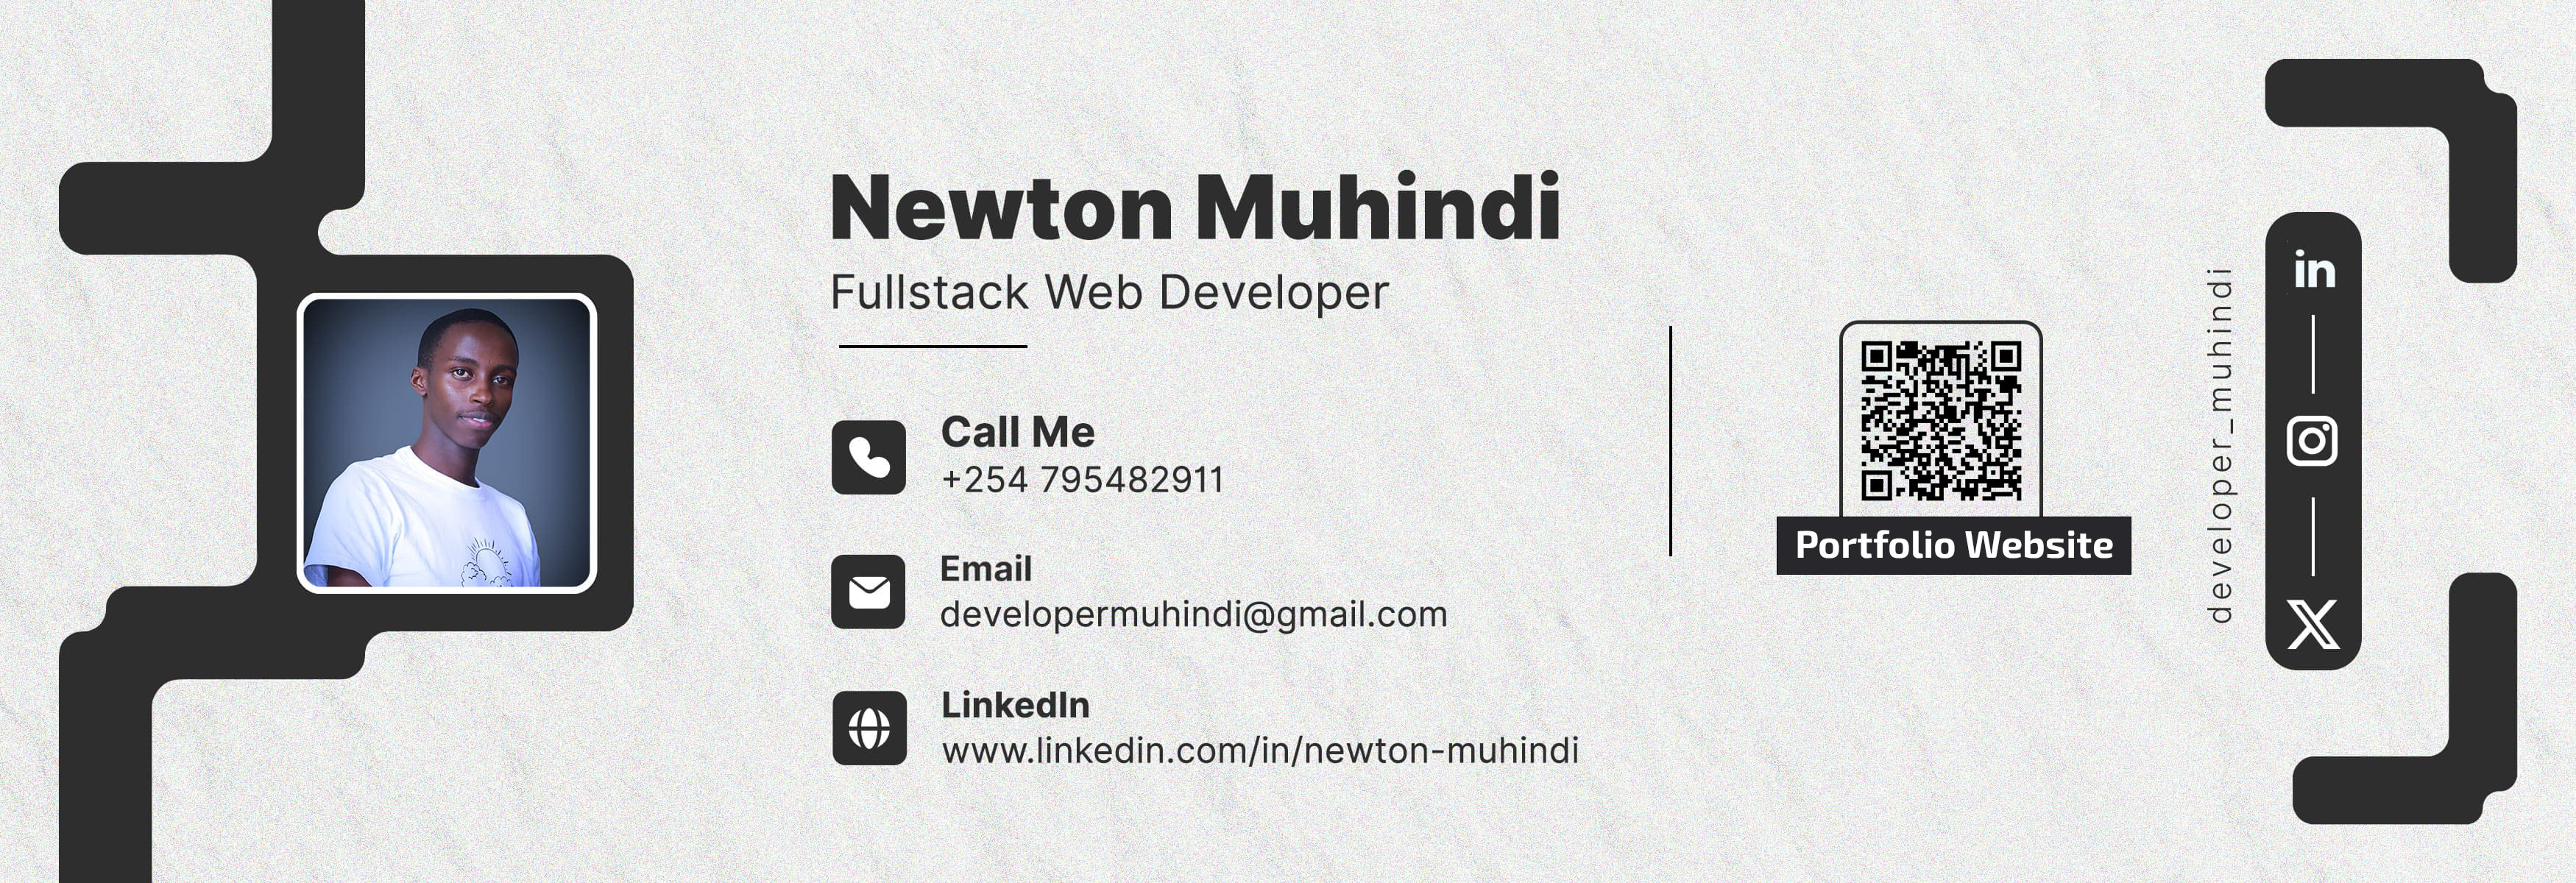 Newton Muhindi
Fullstack Web Developer
Call Me
+254 795482911
Email
developermuhindi@gmail.com
LinkedIn
www.linkedin.com/in/newton-muhindi
Portfolio Website
developer_muhindi
in